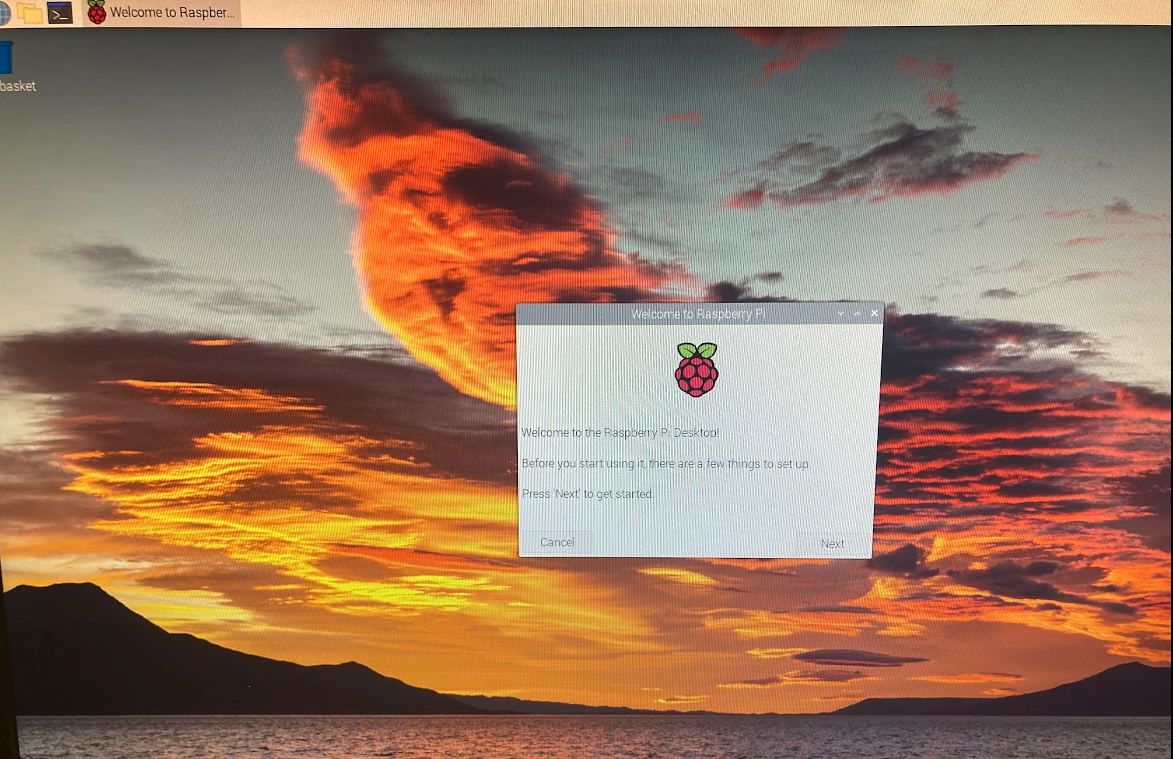 Welcome to Raspber...
basket
Welcome to Raspberry Pi
Welcome to the Raspberry Pi Desktop!
Before you start using it, there are a few things to set up.
Press 'Next' to get started.
Cancel
Next